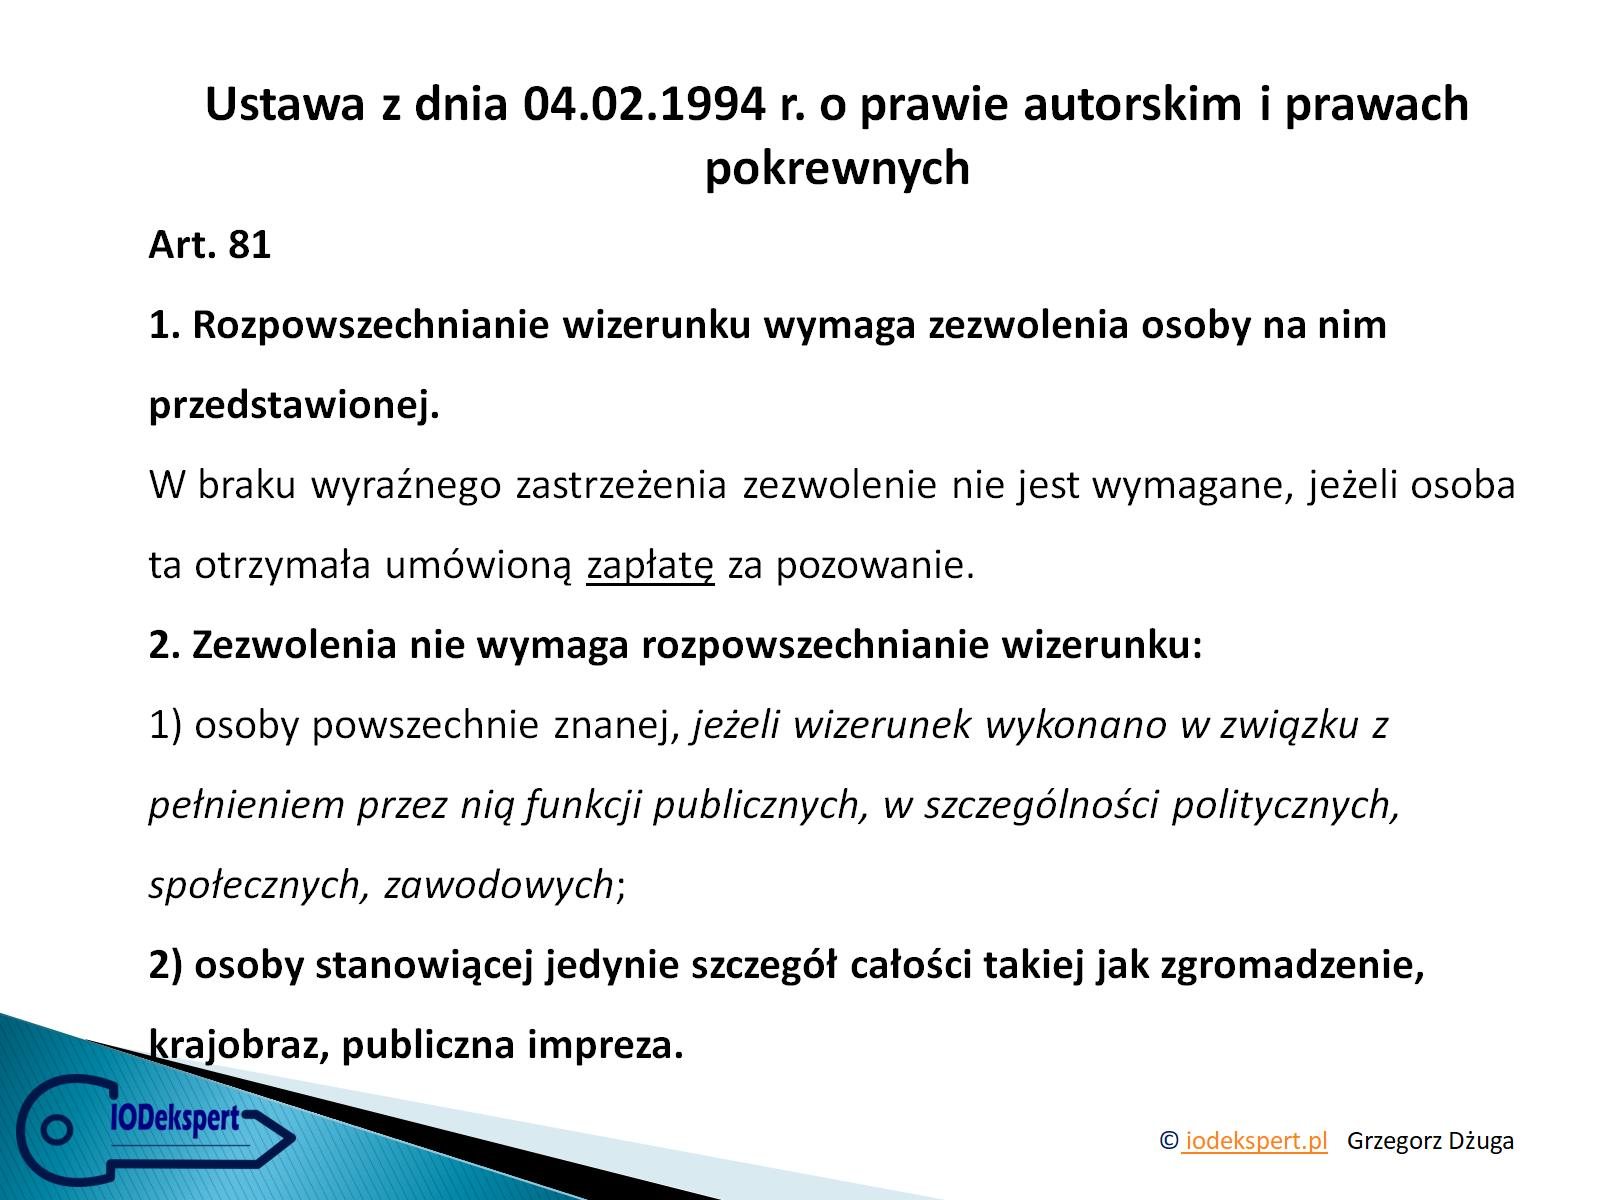 Ustawa z dnia 04.02.1994 r. o prawie autorskim i prawach
pokrewnych
Art. 81
1. Rozpowszechnianie wizerunku wymaga zezwolenia osoby na nim
przedstawionej.
W braku wyraźnego zastrzeżenia zezwolenie nie jest wymagane, jeżeli osoba
ta otrzymała umówioną zapłatę za pozowanie.
2. Zezwolenia nie wymaga rozpowszechnianie wizerunku:
1) osoby powszechnie znanej, jeżeli wizerunek wykonano w związku z
pełnieniem przez nią funkcji publicznych, w szczególności politycznych,
społecznych, zawodowych;
2) osoby stanowiącej jedynie szczegół całości takiej jak zgromadzenie,
krajobraz, publiczna impreza.
IODekspert
© iodekspert.pl Grzegorz Dżuga